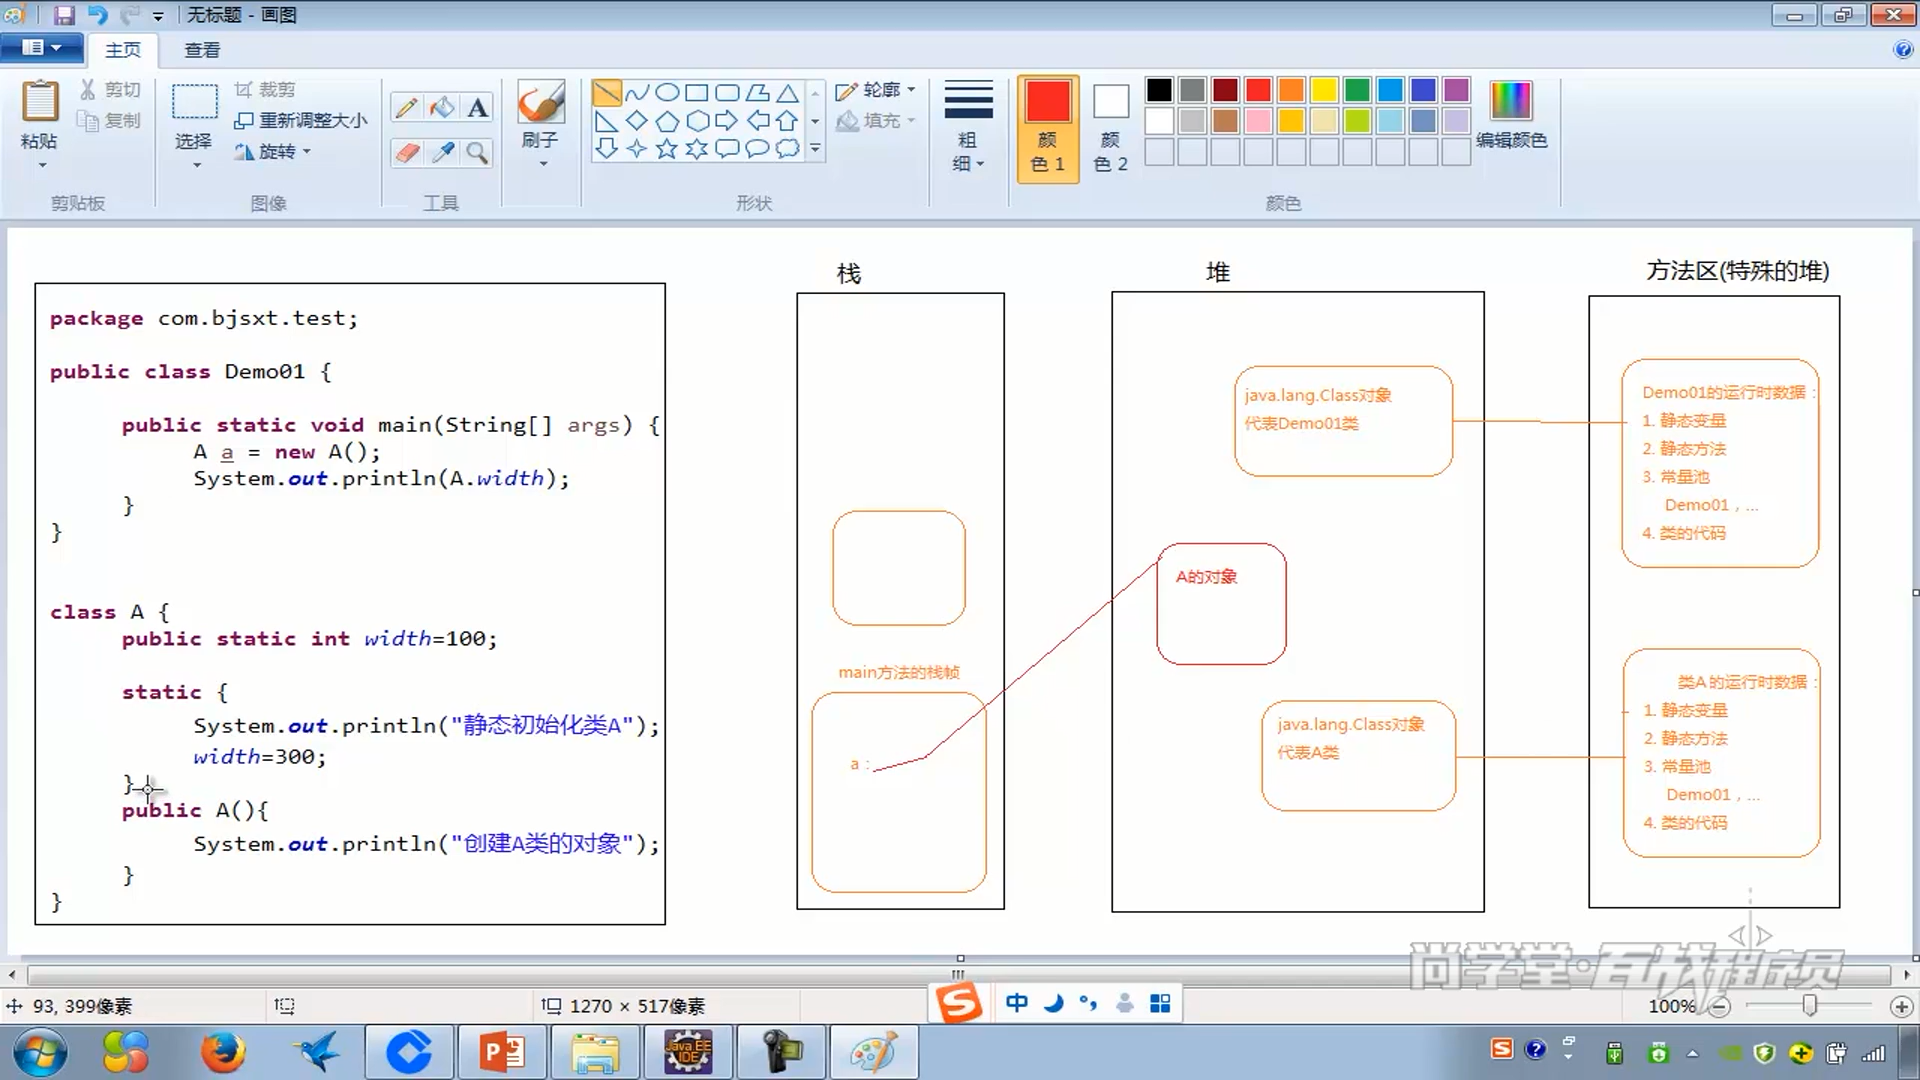 无标题 - 画图
主页
查看
粘贴
剪切
复制
剪贴板
选择
裁剪
重新调整大小
旋转
图像
A
工具
刷子
轮廓
填充
形状
粗
细
颜
色 1
颜
色 2
编辑颜色
颜色
package com.bjsxt.test;
public class Demo01 {
public static void main(String[] args) {
A a = new A();
System.out.println(A.width);
}
}
class A {
public static int width=100;
static {
System.out.println("静态初始化类A");
width=300;
}
public A(){
System.out.println("创建A类的对象");
}
}
栈
main方法的栈帧
a：
堆
java.lang.Class对象
代表Demo01类
A的对象
java.lang.Class对象
代表A类
方法区(特殊的堆)
Demo01的运行时数据：
1. 静态变量
2. 静态方法
3. 常量池
Demo01，...
4. 类的代码
类A 的运行时数据：
1. 静态变量
2. 静态方法
3. 常量池
Demo01，...
4. 类的代码
93, 399像素
1270 × 517像素
S
中
100%
P
Java EE
IDE
S